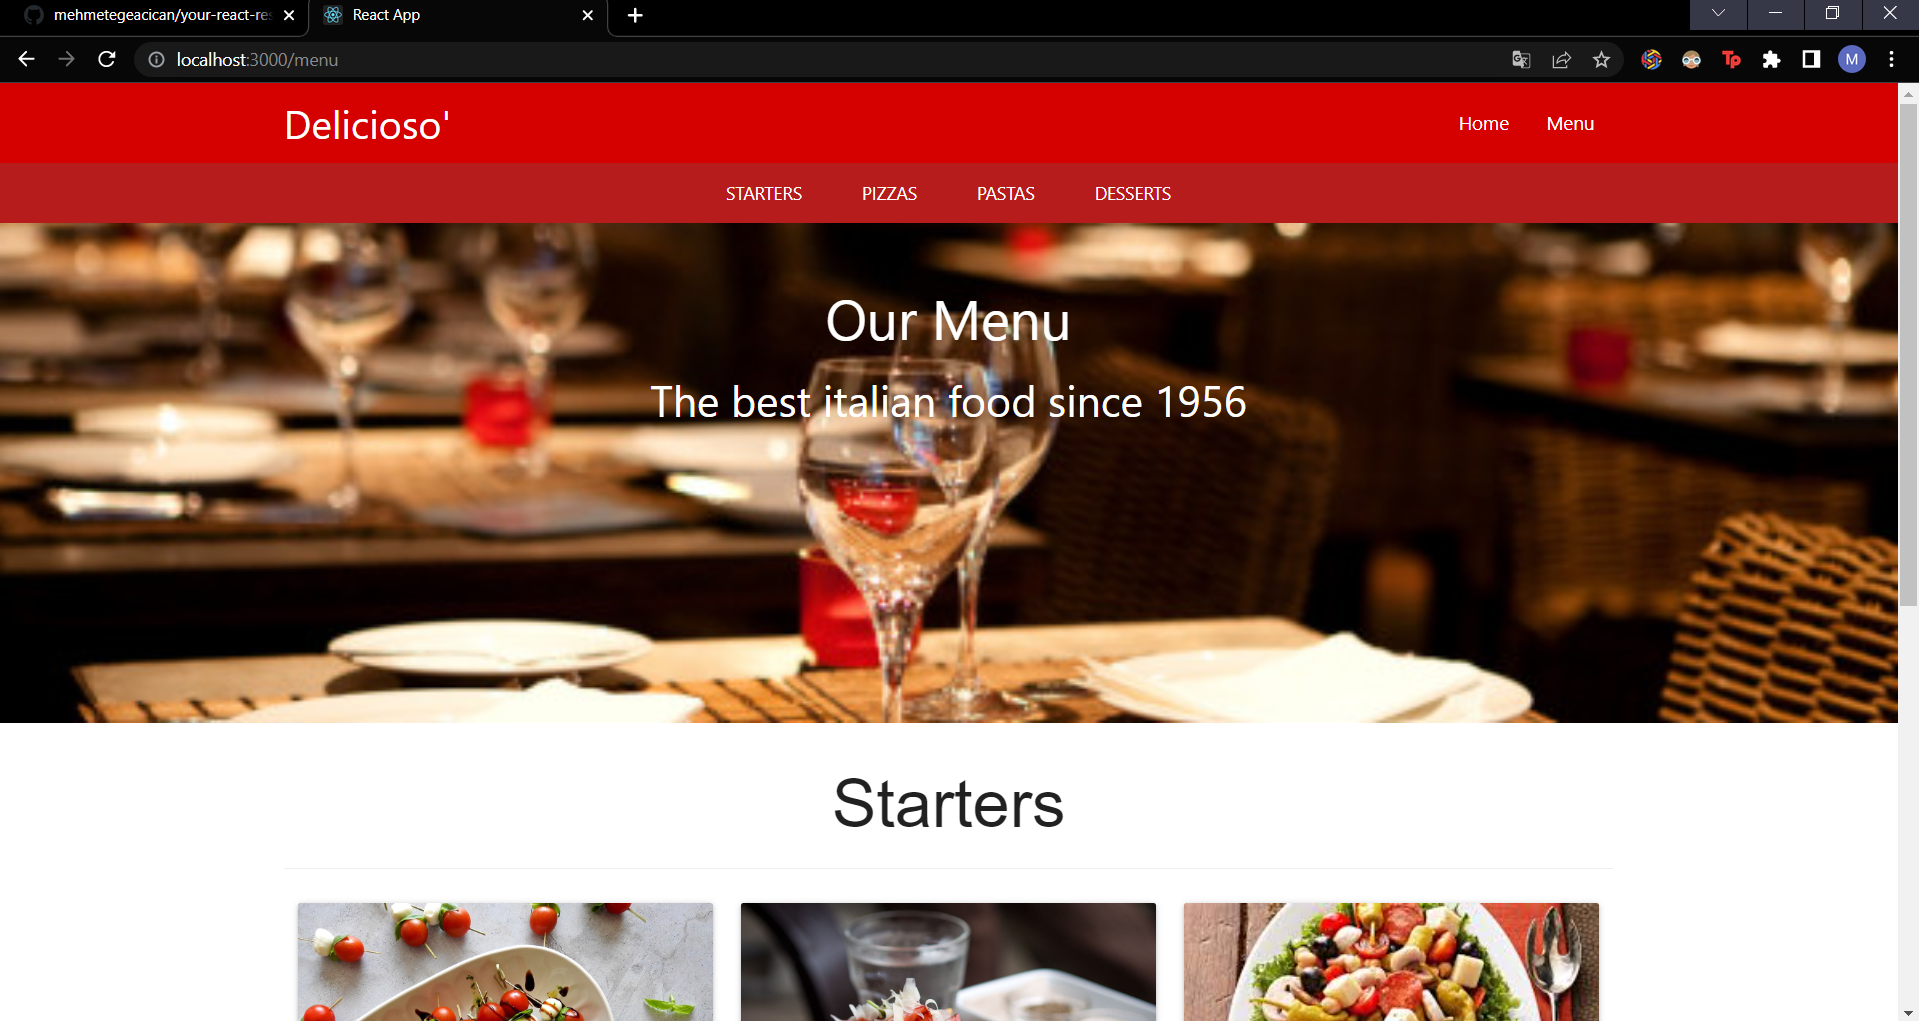 mehmetegeacican/your-react-res
React App
localhost:3000/menu
Tp
M
Delicioso'
Home
Menu
STARTERS
PIZZAS
PASTAS
DESSERTS
Our Menu
The best italian food since 1956
Starters